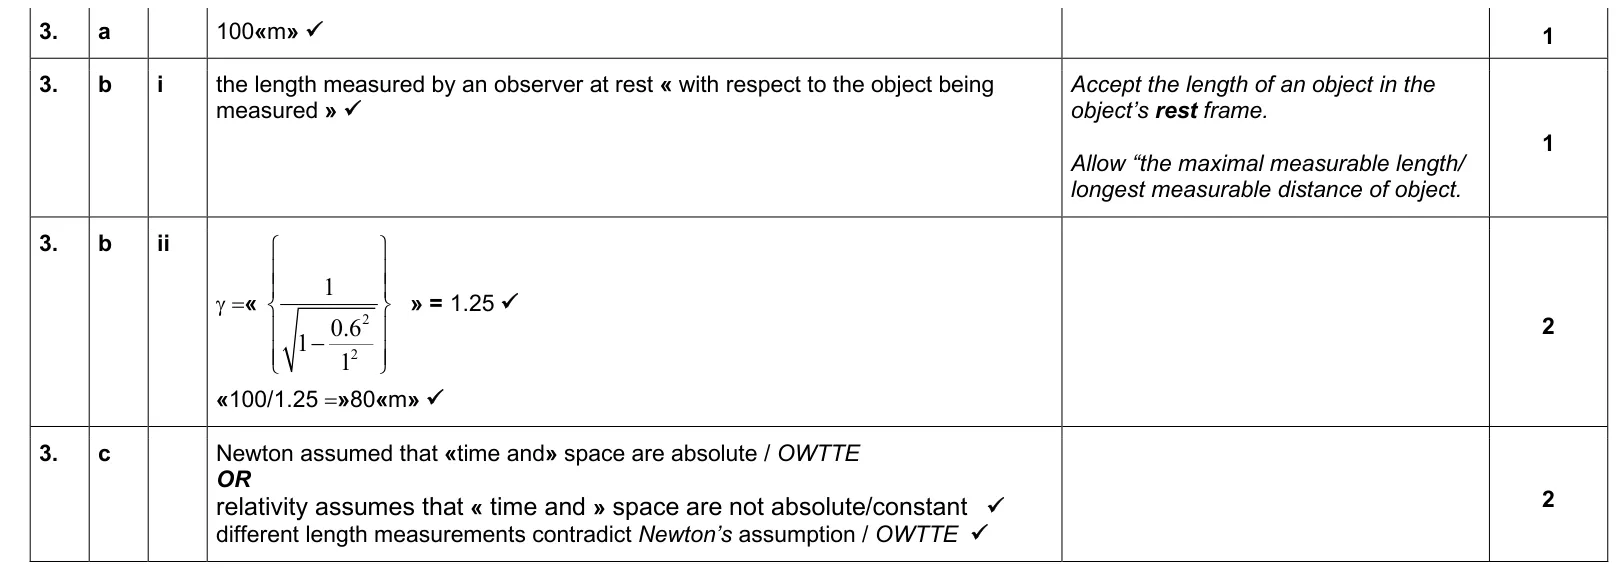 3. a 100«m» ✓ 1
3. b i the length measured by an observer at rest « with respect to the object being
measured » ✓
Accept the length of an object in the
object’s rest frame.
Allow “the maximal measurable length/
longest measurable distance of object.
1
3. b ii
γ =« { 1 / √(1 − 0.6² / 1²) } » = 1.25 ✓
«100/1.25 =»80«m» ✓
2
3. c Newton assumed that «time and» space are absolute / OWTTE
OR
relativity assumes that « time and » space are not absolute/constant ✓
different length measurements contradict Newton’s assumption / OWTTE ✓
2